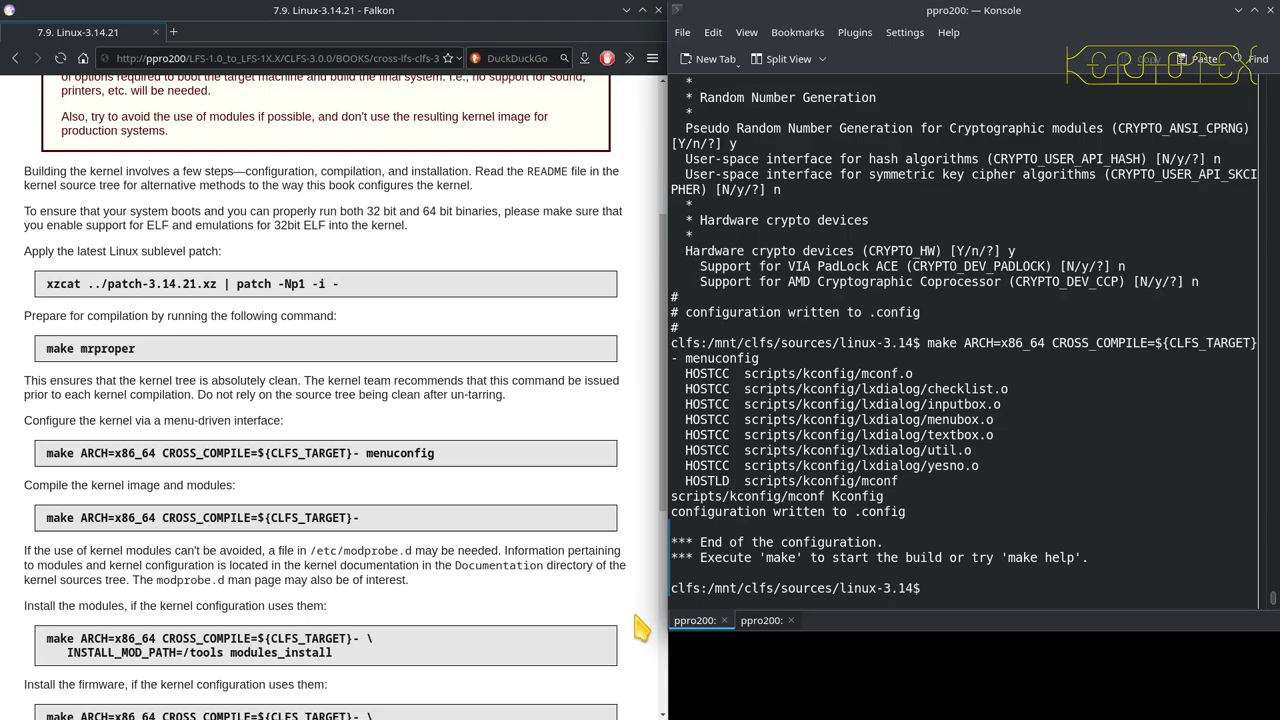 7.9. Linux-3.14.21 - Falkon
7.9. Linux-3.14.21
http://ppro200/LFS-1.0_to_LFS-1X.X/CLFS-3.0.0/BOOKS/cross-lfs-clfs-3
DuckDuckGo
of options required to boot the target machine and build the final system. i.e., no support for sound,
printers, etc. will be needed.
Also, try to avoid the use of modules if possible, and don't use the resulting kernel image for
production systems.
Building the kernel involves a few steps—configuration, compilation, and installation. Read the README file in the
kernel source tree for alternative methods to the way this book configures the kernel.
To ensure that your system boots and you can properly run both 32 bit and 64 bit binaries, please make sure that
you enable support for ELF and emulations for 32bit ELF into the kernel.
Apply the latest Linux sublevel patch:
xzcat ../patch-3.14.21.xz | patch -Np1 -i -
Prepare for compilation by running the following command:
make mrproper
This ensures that the kernel tree is absolutely clean. The kernel team recommends that this command be issued
prior to each kernel compilation. Do not rely on the source tree being clean after un-tarring.
Configure the kernel via a menu-driven interface:
make ARCH=x86_64 CROSS_COMPILE=${CLFS_TARGET}- menuconfig
Compile the kernel image and modules:
make ARCH=x86_64 CROSS_COMPILE=${CLFS_TARGET}-
If the use of kernel modules can't be avoided, a file in /etc/modprobe.d may be needed. Information pertaining
to modules and kernel configuration is located in the kernel documentation in the Documentation directory of the
kernel sources tree. The modprobe.d man page may also be of interest.
Install the modules, if the kernel configuration uses them:
make ARCH=x86_64 CROSS_COMPILE=${CLFS_TARGET}- \
INSTALL_MOD_PATH=/tools modules_install
Install the firmware, if the kernel configuration uses them:
make ARCH=x86_64 CROSS_COMPILE=${CLFS_TARGET}- \
ppro200: — Konsole
File Edit View Bookmarks Plugins Settings Help
New Tab Split View Copy Paste Find
*
* Random Number Generation
*
Pseudo Random Number Generation for Cryptographic modules (CRYPTO_ANSI_CPRNG)
[Y/n/?] y
User-space interface for hash algorithms (CRYPTO_USER_API_HASH) [N/y/?] n
User-space interface for symmetric key cipher algorithms (CRYPTO_USER_API_SKCI
PHER) [N/y/?] n
*
* Hardware crypto devices
*
Hardware crypto devices (CRYPTO_HW) [Y/n/?] y
Support for VIA PadLock ACE (CRYPTO_DEV_PADLOCK) [N/y/?] n
Support for AMD Cryptographic Coprocessor (CRYPTO_DEV_CCP) [N/y/?] n
#
# configuration written to .config
#
clfs:/mnt/clfs/sources/linux-3.14$ make ARCH=x86_64 CROSS_COMPILE=${CLFS_TARGET}
- menuconfig
HOSTCC scripts/kconfig/mconf.o
HOSTCC scripts/kconfig/lxdialog/checklist.o
HOSTCC scripts/kconfig/lxdialog/inputbox.o
HOSTCC scripts/kconfig/lxdialog/menubox.o
HOSTCC scripts/kconfig/lxdialog/textbox.o
HOSTCC scripts/kconfig/lxdialog/util.o
HOSTCC scripts/kconfig/lxdialog/yesno.o
HOSTLD scripts/kconfig/mconf
scripts/kconfig/mconf Kconfig
configuration written to .config
*** End of the configuration.
*** Execute 'make' to start the build or try 'make help'.
clfs:/mnt/clfs/sources/linux-3.14$
ppro200: ppro200: